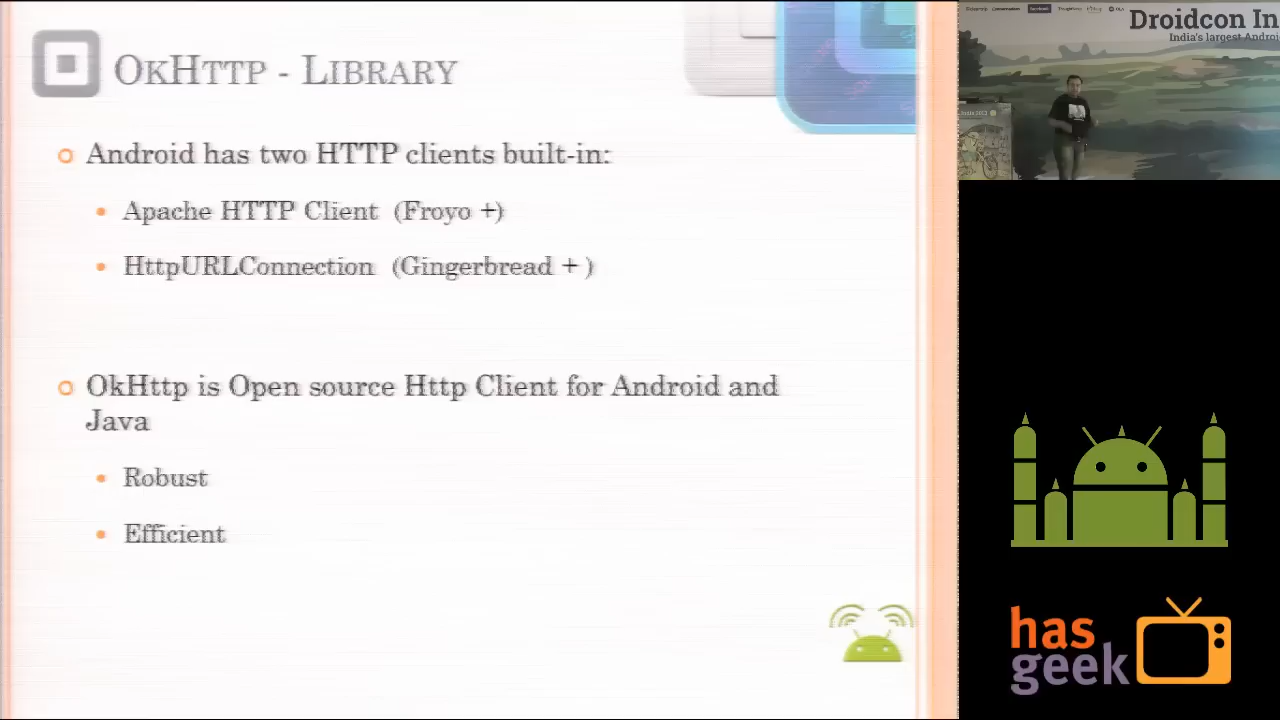 OkHttp - Library
Android has two HTTP clients built-in:
Apache HTTP Client (Froyo +)
HttpURLConnection (Gingerbread + )
OkHttp is Open source Http Client for Android and
Java
Robust
Efficient
Droidcon In
India's largest Androi
has
geek